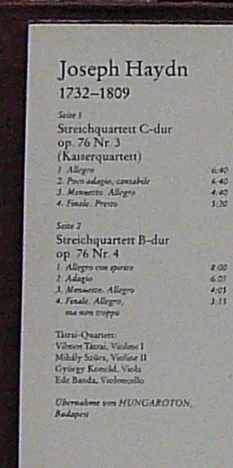 Joseph Haydn
1732–1809
Seite 1
Streichquartett C-dur
op. 76 Nr. 3
(Kaiserquartett)
1. Allegro 6:40
2. Poco adagio, cantabile 6:40
3. Menuetto. Allegro 4:40
4. Finale. Presto 5:20
Seite 2
Streichquartett B-dur
op. 76 Nr. 4
1. Allegro con spirito 8:00
2. Adagio 6:05
3. Menuetto. Allegro 4:05
4. Finale. Allegro, 3:55
ma non troppo
Tátrai-Quartett:
Vilmos Tátrai, Violine I
Mihály Szűcs, Violine II
György Konrád, Viola
Ede Banda, Violoncello
Übernahme von HUNGAROTON,
Budapest